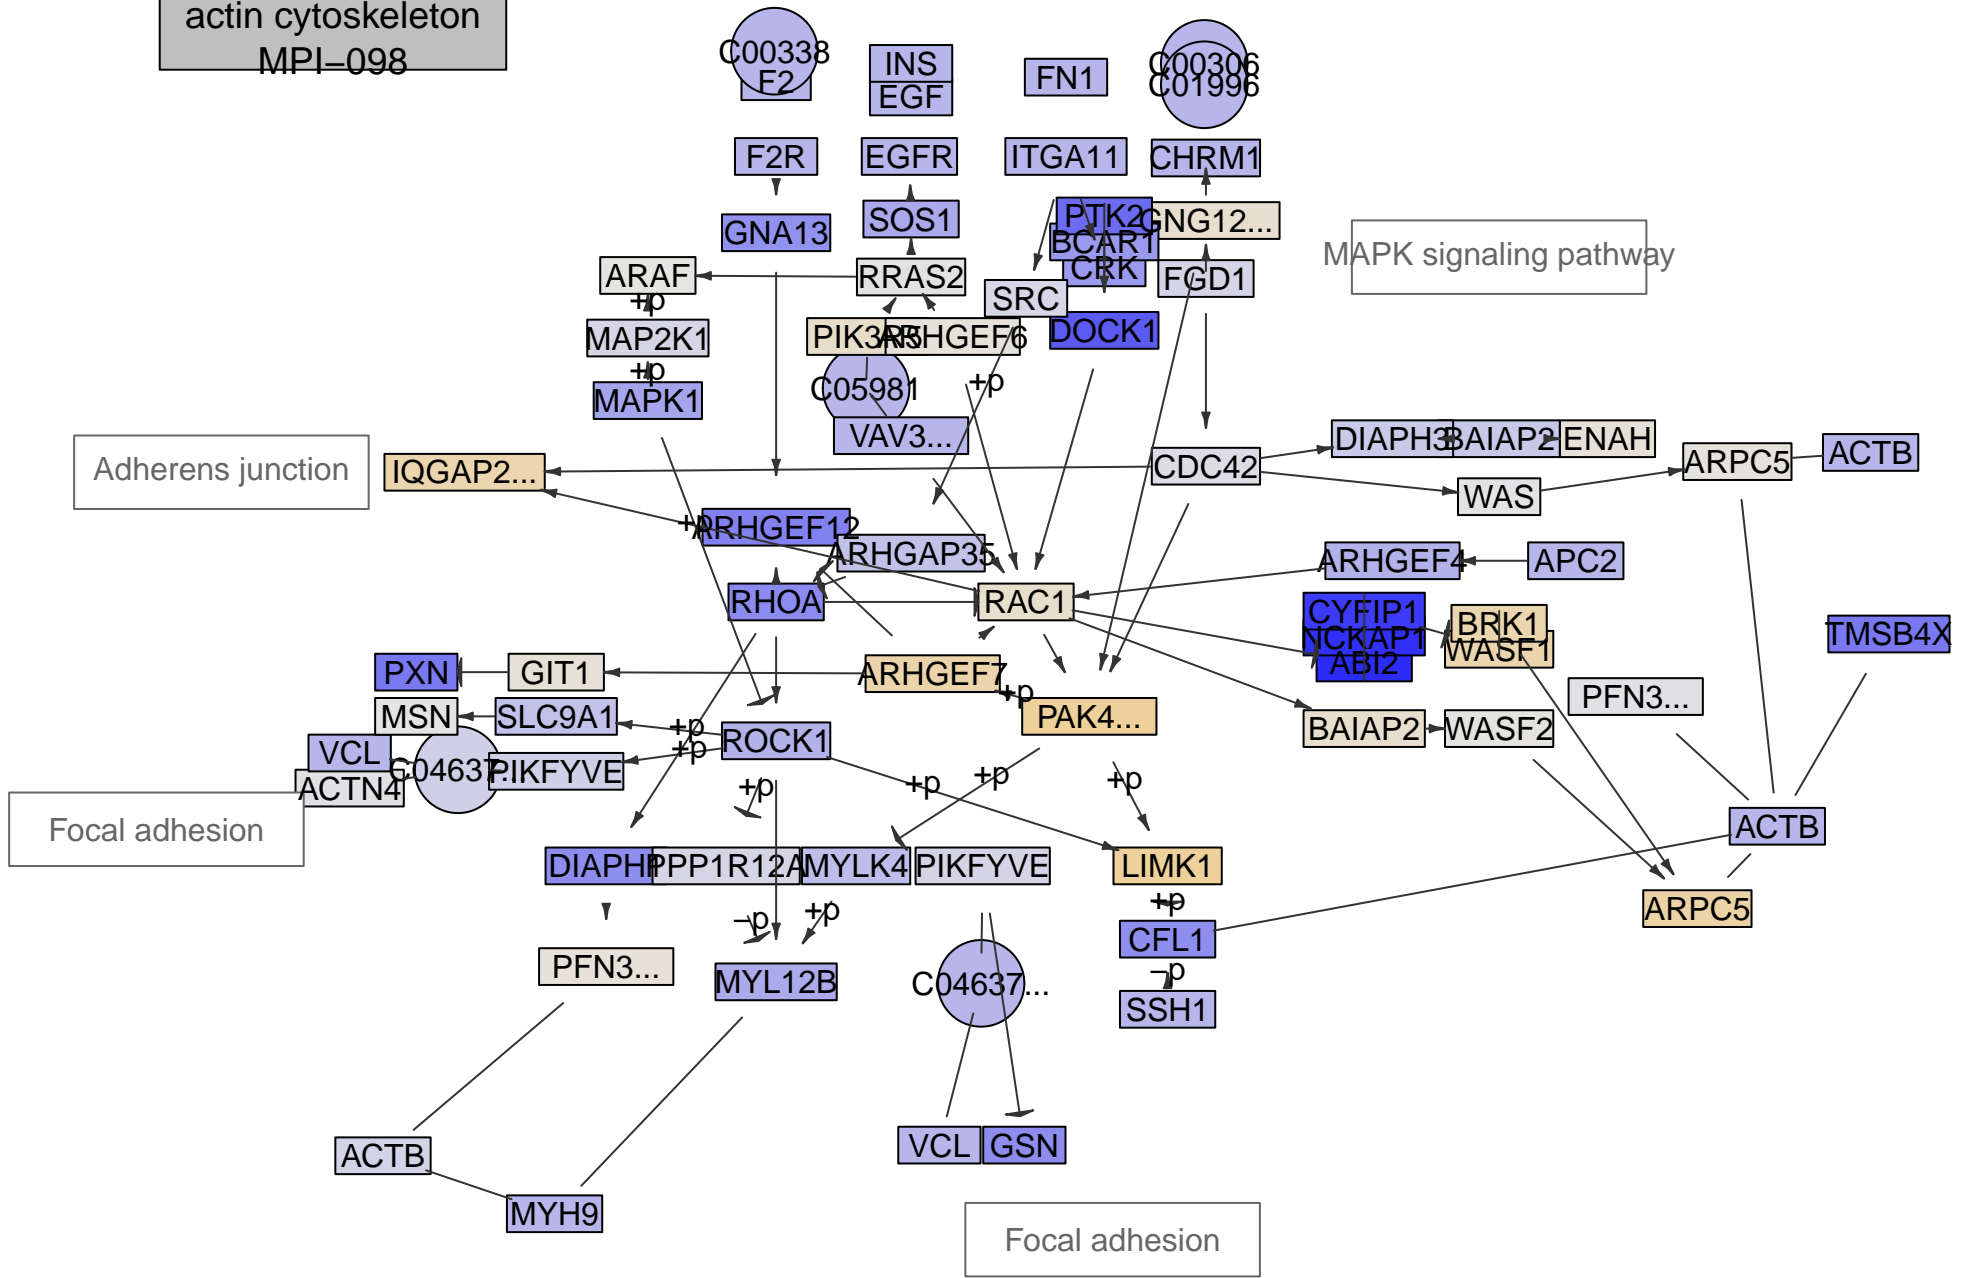 actin cytoskeleton
MPI−098
C00338
F2
INS
EGF
FN1
C00306
C01996
F2R
EGFR
ITGA11
CHRM1
GNA13
SOS1
PTK2
BCAR1
CRK
GNG12...
MAPK signaling pathway
ARAF
RRAS2
SRC
FGD1
+p
MAP2K1
ARHGEF6
DOCK1
+p
MAPK1
C05981
+p
VAV3...
Adherens junction
IQGAP2...
CDC42
DIAPH3
BAIAP2
ENAH
ARPC5
ACTB
WAS
+p
ARHGEF12
ARHGAP35
ARHGEF4
APC2
RHOA
RAC1
CYFIP1
NCKAP1
ABI2
BRK1
WASF1
TMSB4X
PXN
GIT1
ARHGEF7
+p
PFN3...
MSN
SLC9A1
+p
PAK4...
BAIAP2
WASF2
VCL
ACTN4
C04637...
PIKFYVE
+p
ROCK1
+p
+p
+p
+p
Focal adhesion
ACTB
PPP1R12A
MYLK4
PIKFYVE
LIMK1
−p
+p
+p
ARPC5
CFL1
PFN3...
MYL12B
C04637...
−p
SSH1
ACTB
VCL
GSN
MYH9
Focal adhesion